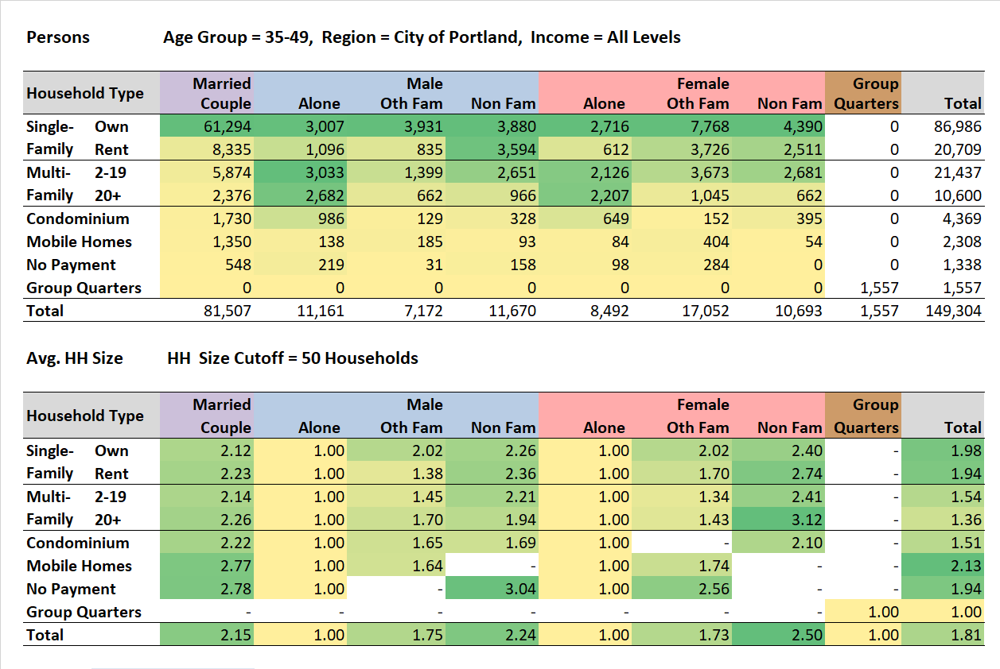 Persons Age Group = 35-49, Region = City of Portland, Income = All Levels
Household Type Married Couple Male Female Group Quarters Total
Alone Oth Fam Non Fam Alone Oth Fam Non Fam
Single- Own 61,294 3,007 3,931 3,880 2,716 7,768 4,390 0 86,986
Family Rent 8,335 1,096 835 3,594 612 3,726 2,511 0 20,709
Multi- 2-19 5,874 3,033 1,399 2,651 2,126 3,673 2,681 0 21,437
Family 20+ 2,376 2,682 662 966 2,207 1,045 662 0 10,600
Condominium 1,730 986 129 328 649 152 395 0 4,369
Mobile Homes 1,350 138 185 93 84 404 54 0 2,308
No Payment 548 219 31 158 98 284 0 0 1,338
Group Quarters 0 0 0 0 0 0 0 1,557 1,557
Total 81,507 11,161 7,172 11,670 8,492 17,052 10,693 1,557 149,304
Avg. HH Size HH Size Cutoff = 50 Households
Household Type Married Couple Male Female Group Quarters Total
Alone Oth Fam Non Fam Alone Oth Fam Non Fam
Single- Own 2.12 1.00 2.02 2.26 1.00 2.02 2.40 - 1.98
Family Rent 2.23 1.00 1.38 2.36 1.00 1.70 2.74 - 1.94
Multi- 2-19 2.14 1.00 1.45 2.21 1.00 1.34 2.41 - 1.54
Family 20+ 2.26 1.00 1.70 1.94 1.00 1.43 3.12 - 1.36
Condominium 2.22 1.00 1.65 1.69 1.00 - 2.10 - 1.51
Mobile Homes 2.77 1.00 1.64 - 1.00 1.74 - - 2.13
No Payment 2.78 1.00 - 3.04 1.00 2.56 - - 1.94
Group Quarters - - - - - - - 1.00 1.00
Total 2.15 1.00 1.75 2.24 1.00 1.73 2.50 1.00 1.81